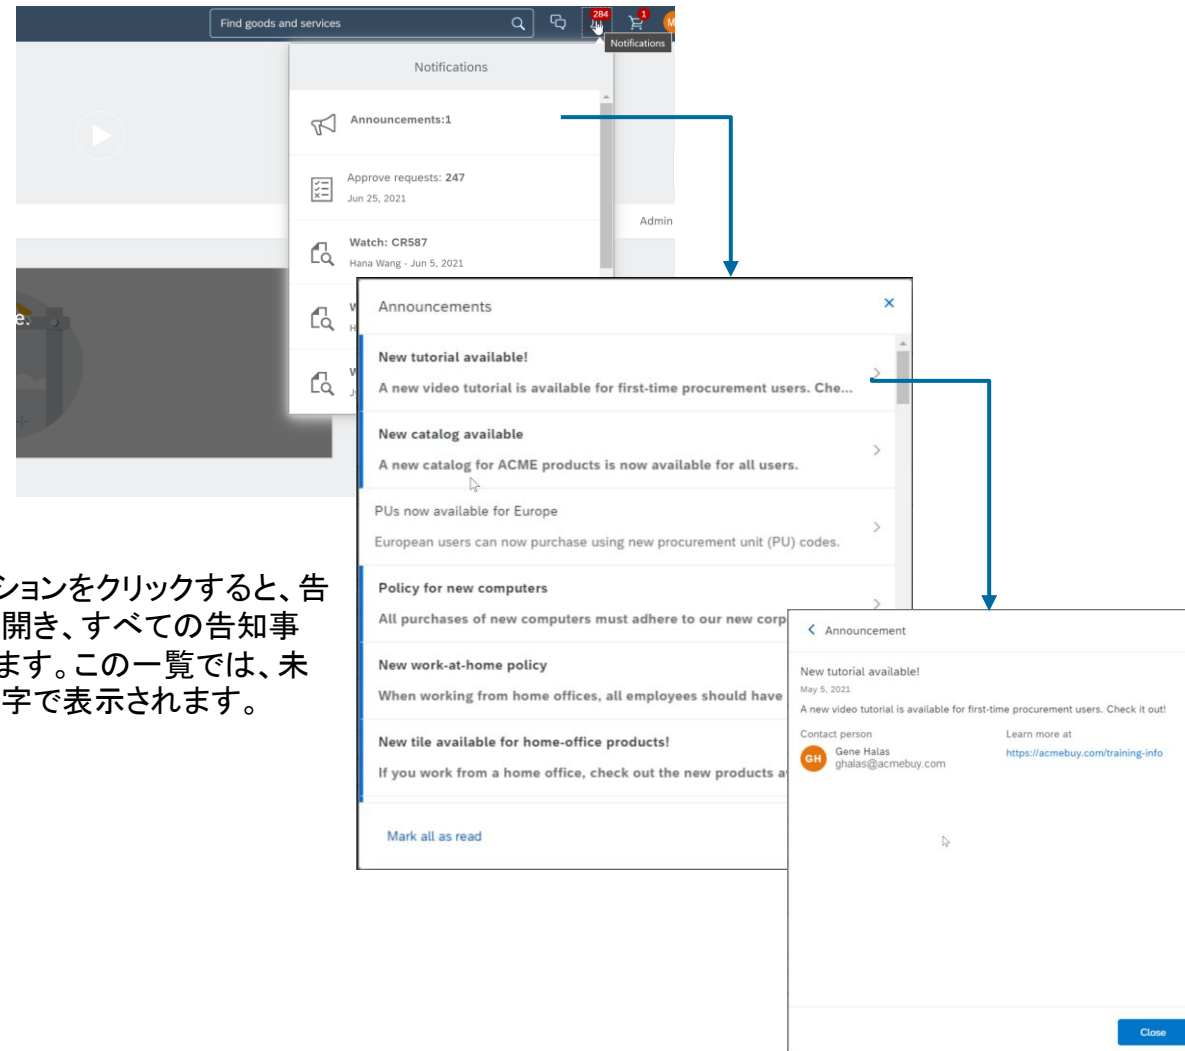 Find goods and services
284
1
Notifications
Notifications
Announcements:1
Approve requests: 247
Jun 25, 2021
Admin
Watch: CR587
Hana Wang - Jun 5, 2021
e.
Announcements
New tutorial available!
A new video tutorial is available for first-time procurement users. Che...
New catalog available
A new catalog for ACME products is now available for all users.
PUs now available for Europe
European users can now purchase using new procurement unit (PU) codes.
Policy for new computers
All purchases of new computers must adhere to our new corp
New work-at-home policy
When working from home offices, all employees should have
New tile available for home-office products!
If you work from a home office, check out the new products a
Mark all as read
ションをクリックすると、告
開き、すべての告知事
ます。この一覧では、未
字で表示されます。
Announcement
New tutorial available!
May 5, 2021
A new video tutorial is available for first-time procurement users. Check it out!
Contact person
Learn more at
GH
Gene Halas
https://acmebuy.com/training-info
ghalas@acmebuy.com
Close